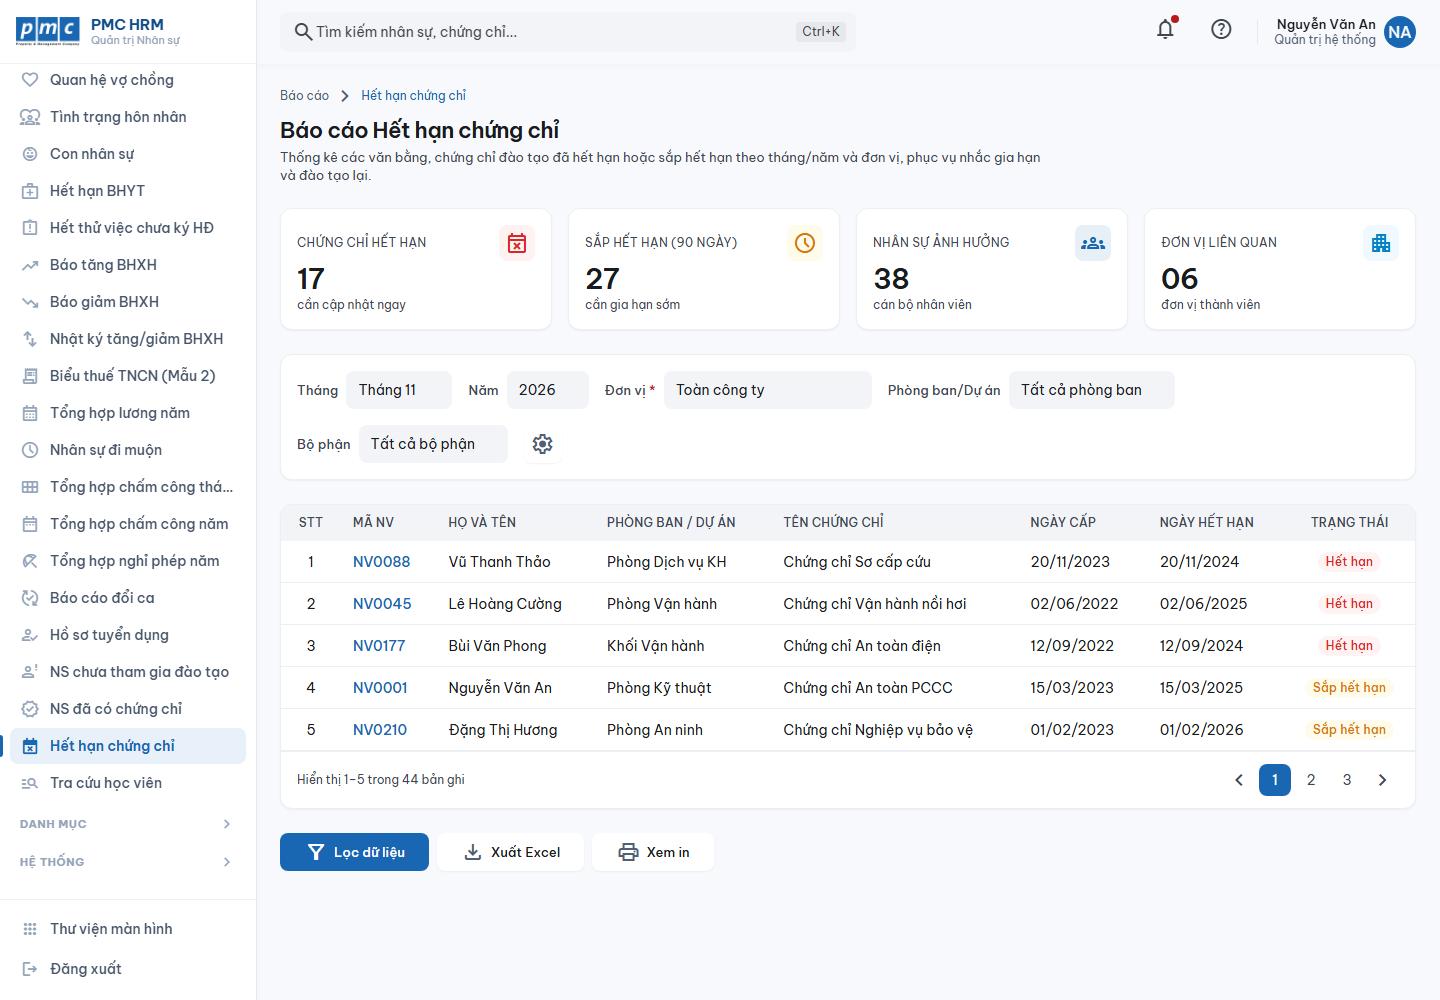 pmc
PMC HRM
Quản trị Nhân sự
Quan hệ vợ chồng
Tình trạng hôn nhân
Con nhân sự
Hết hạn BHYT
Hết thử việc chưa ký HĐ
Báo tăng BHXH
Báo giảm BHXH
Nhật ký tăng/giảm BHXH
Biểu thuế TNCN (Mẫu 2)
Tổng hợp lương năm
Nhân sự đi muộn
Tổng hợp chấm công thá...
Tổng hợp chấm công năm
Tổng hợp nghỉ phép năm
Báo cáo đổi ca
Hồ sơ tuyển dụng
NS chưa tham gia đào tạo
NS đã có chứng chỉ
Hết hạn chứng chỉ
Tra cứu học viên
DANH MỤC
HỆ THỐNG
Thư viện màn hình
Đăng xuất
Tìm kiếm nhân sự, chứng chỉ...
Ctrl+K
Nguyễn Văn An
Quản trị hệ thống
NA
Báo cáo
Hết hạn chứng chỉ
Báo cáo Hết hạn chứng chỉ
Thống kê các văn bằng, chứng chỉ đào tạo đã hết hạn hoặc sắp hết hạn theo tháng/năm và đơn vị, phục vụ nhắc gia hạn
và đào tạo lại.
CHỨNG CHỈ HẾT HẠN
17
cần cập nhật ngay
SẮP HẾT HẠN (90 NGÀY)
27
cần gia hạn sớm
NHÂN SỰ ẢNH HƯỞNG
38
cán bộ nhân viên
ĐƠN VỊ LIÊN QUAN
06
đơn vị thành viên
Tháng Tháng 11 Năm 2026 Đơn vị * Toàn công ty Phòng ban/Dự án Tất cả phòng ban
Bộ phận Tất cả bộ phận
STT MÃ NV HỌ VÀ TÊN PHÒNG BAN / DỰ ÁN TÊN CHỨNG CHỈ NGÀY CẤP NGÀY HẾT HẠN TRẠNG THÁI
1 NV0088 Vũ Thanh Thảo Phòng Dịch vụ KH Chứng chỉ Sơ cấp cứu 20/11/2023 20/11/2024 Hết hạn
2 NV0045 Lê Hoàng Cường Phòng Vận hành Chứng chỉ Vận hành nồi hơi 02/06/2022 02/06/2025 Hết hạn
3 NV0177 Bùi Văn Phong Khối Vận hành Chứng chỉ An toàn điện 12/09/2022 12/09/2024 Hết hạn
4 NV0001 Nguyễn Văn An Phòng Kỹ thuật Chứng chỉ An toàn PCCC 15/03/2023 15/03/2025 Sắp hết hạn
5 NV0210 Đặng Thị Hương Phòng An ninh Chứng chỉ Nghiệp vụ bảo vệ 01/02/2023 01/02/2026 Sắp hết hạn
Hiển thị 1–5 trong 44 bản ghi
1 2 3
Lọc dữ liệu
Xuất Excel
Xem in